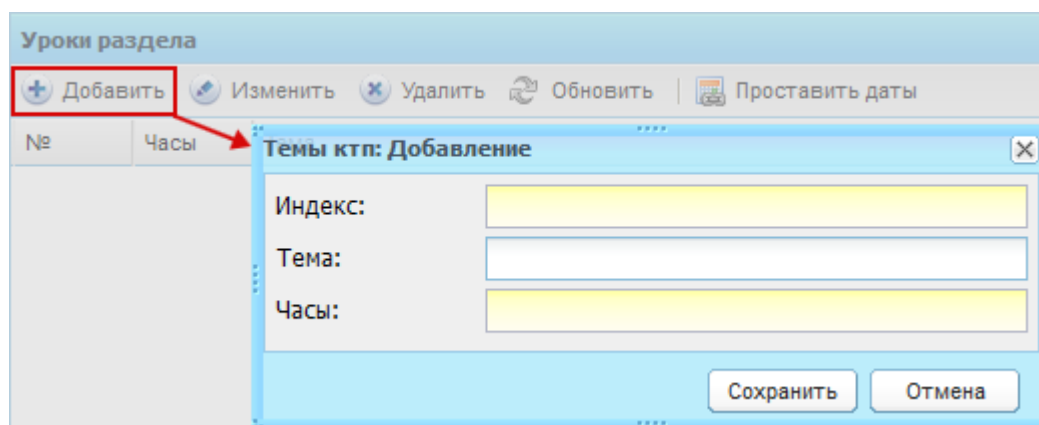 Уроки раздела
Добавить Изменить Удалить Обновить Проставить даты
№ Часы
Темы ктп: Добавление
Индекс:
Тема:
Часы:
Сохранить Отмена